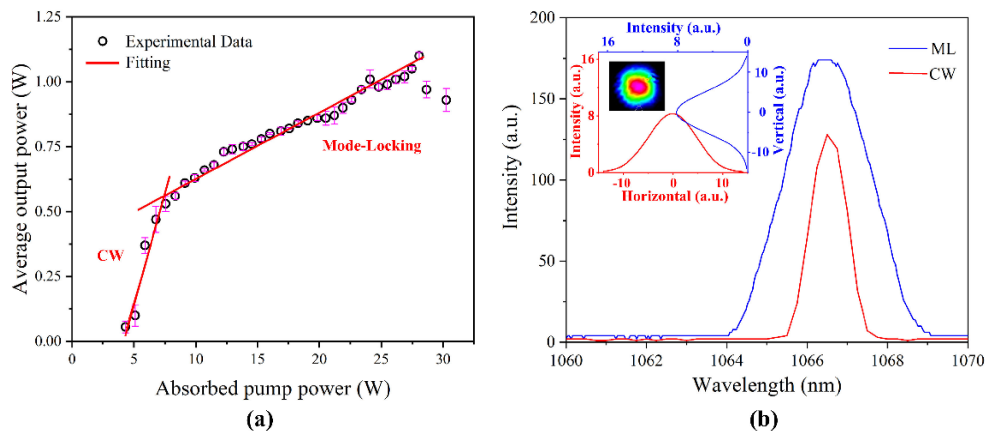 (a)
1.25
1.00
0.75
0.50
0.25
0.00
Average output power (W)
Experimental Data
Fitting
Mode-Locking
CW
0 5 10 15 20 25 30
Absorbed pump power (W)
(a)
(b)
200
150
100
50
0
Intensity (a.u.)
ML
CW
Intensity (a.u.)
16 8 0
16
8
0
Intensity (a.u.)
10
0
-10
Vertical (a.u.)
-10 0 10
Horizontal (a.u.)
1060 1062 1064 1066 1068 1070
Wavelength (nm)
(b)